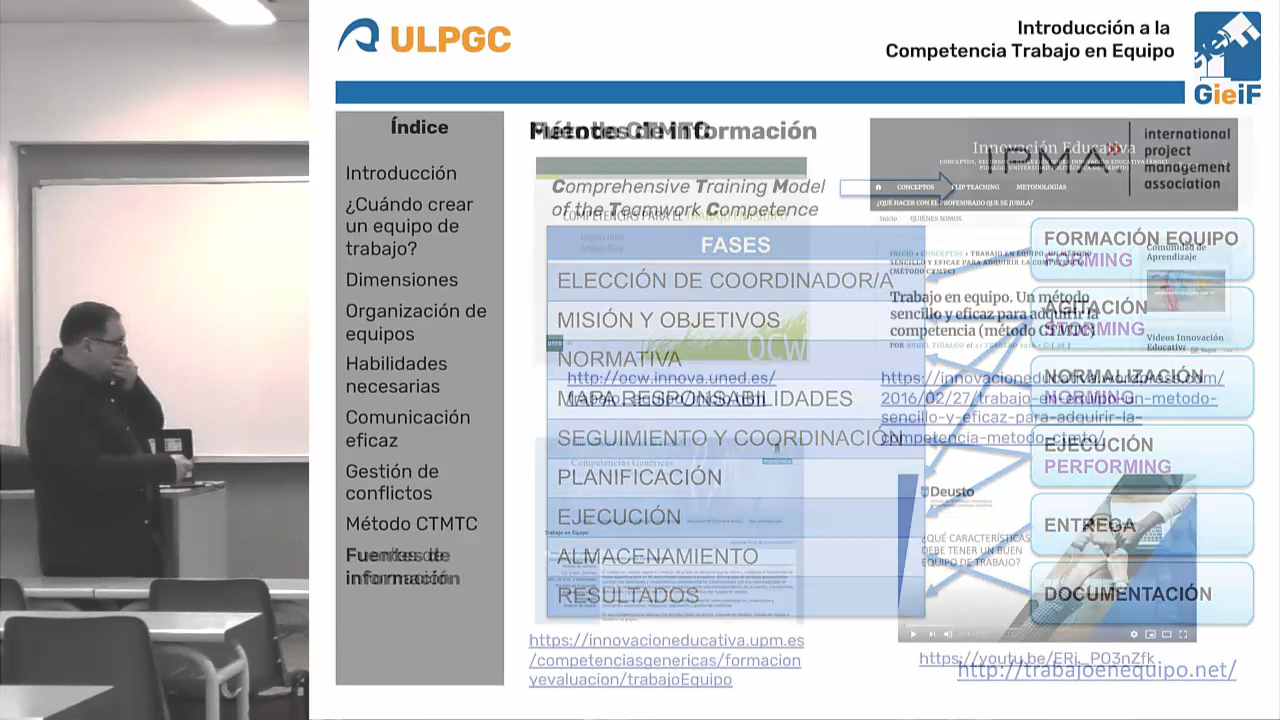 ULPGC
Introducción a la
Competencia Trabajo en Equipo
GieiF
Índice
Introducción
¿Cuándo crear
un equipo de
trabajo?
Dimensiones
Organización de
equipos
Habilidades
necesarias
Comunicación
eficaz
Gestión de
conflictos
Método CTMTC
Fuentes de
información
Fuentes de información
Método CTMTC
Comprehensive Training Model
of the Teamwork Competence
FASES
ELECCIÓN DE COORDINADOR/A
MISIÓN Y OBJETIVOS
NORMATIVA
MAPA RESPONSABILIDADES
SEGUIMIENTO Y COORDINACIÓN
PLANIFICACIÓN
EJECUCIÓN
ALMACENAMIENTO
RESULTADOS
OCW
http://ocw.innova.uned.es/
Competencias Genéricas
Trabajo en Equipo
https://innovacioneducativa.upm.es
/competenciasgenericas/formacion
yevaluacion/trabajoEquipo
Innovación Educativa
CONCEPTOS
FLIP TEACHING
METODOLOGÍAS
¿QUÉ HACER CON EL PROFESORADO QUE SE JUBILA?
Inicio
QUIÉNES SOMOS.
international
project
management
association
INICIO » CONCEPTOS » TRABAJO EN EQUIPO. UN MÉTODO
SENCILLO Y EFICAZ PARA ADQUIRIR LA COMPETENCIA
(MÉTODO CTMTC)
Trabajo en equipo. Un método
sencillo y eficaz para adquirir la
competencia (método CTMTC)
Comunidad de
Aprendizaje
Vídeos Innovación
Educativa
https://innovacioneducativa.wordpress.com/
2016/02/27/trabajo-en-equipo-un-metodo-
sencillo-y-eficaz-para-adquirir-la-
competencia-metodo-ctmtc/
FORMACIÓN EQUIPO
FORMING
AGITACIÓN
STORMING
NORMALIZACIÓN
NORMING
EJECUCIÓN
PERFORMING
ENTREGA
DOCUMENTACIÓN
Deusto
¿QUÉ CARACTERÍSTICAS
DEBE TENER UN BUEN
EQUIPO DE TRABAJO?
https://youtu.be/ERi_PO3nZfk
http://trabajoenequipo.net/